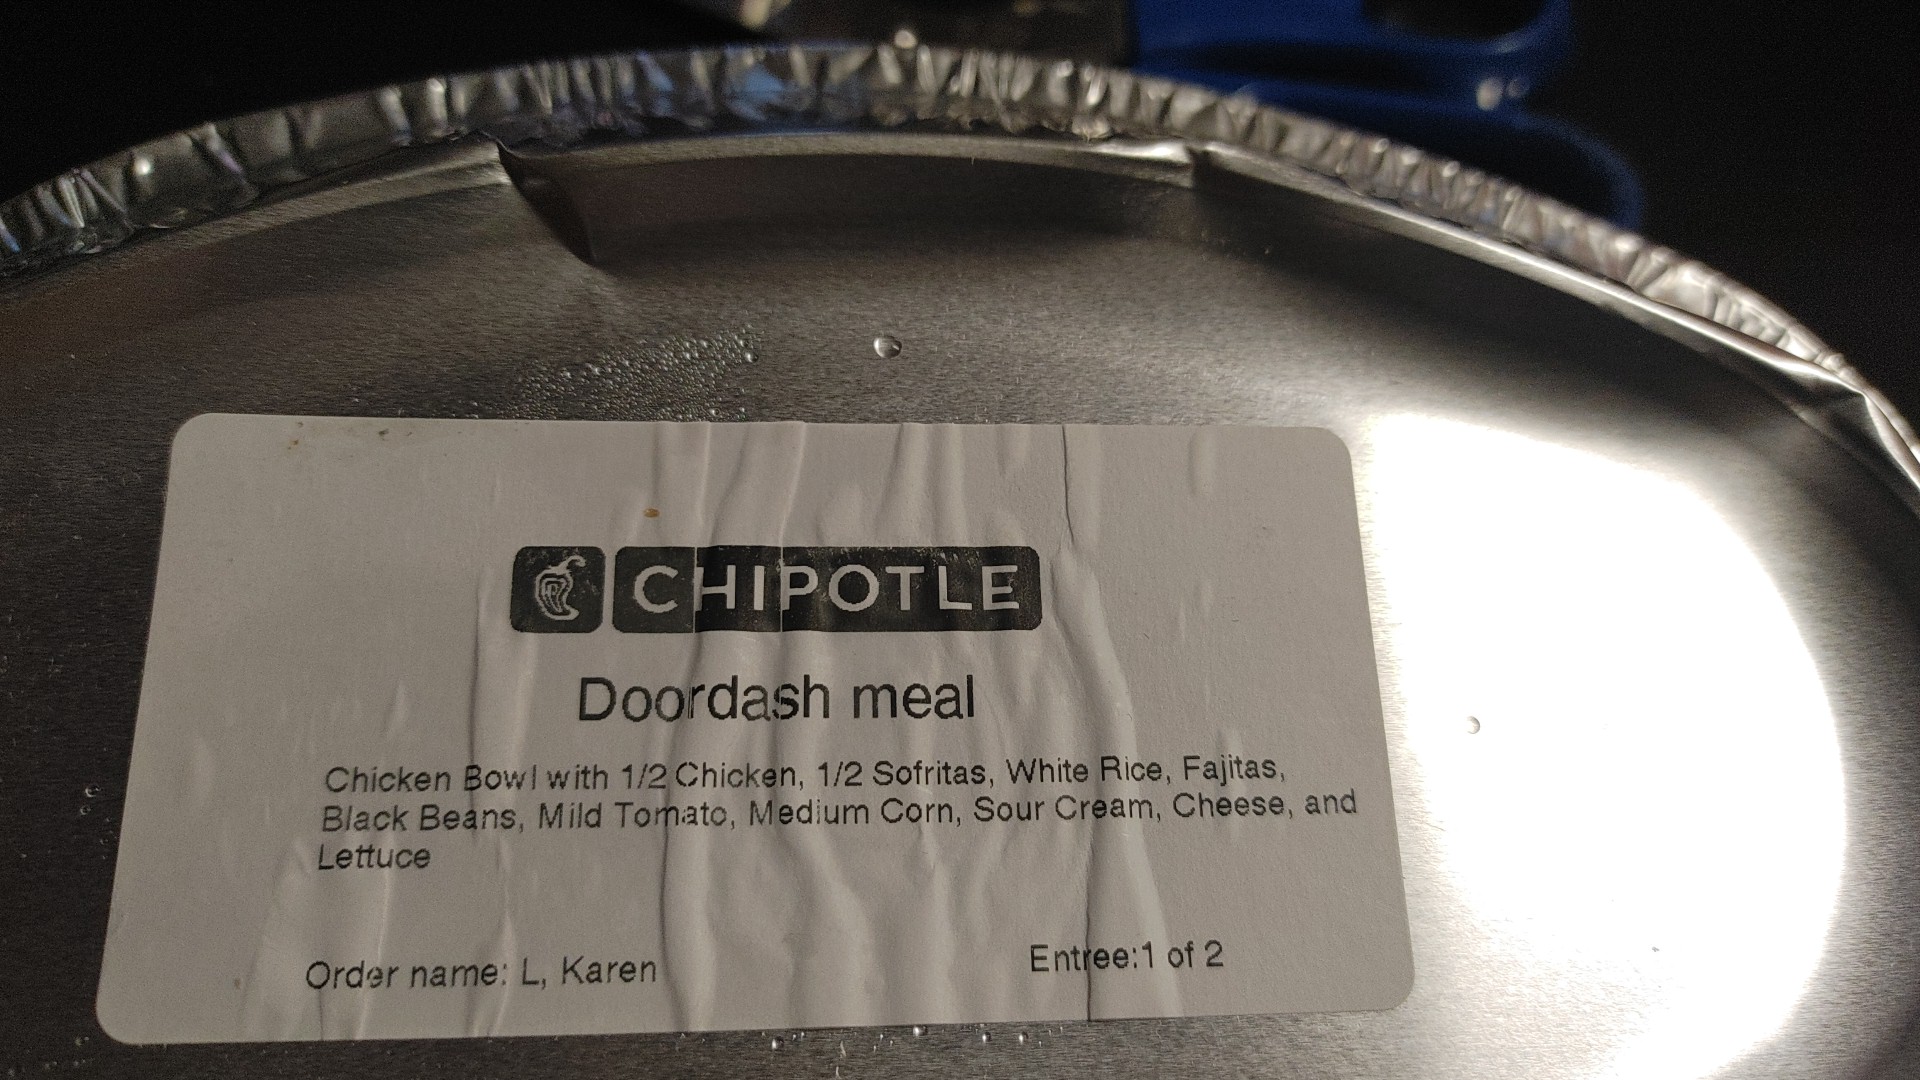 CHIPOTLE
Doordash meal
Chicken Bowl with 1/2 Chicken, 1/2 Sofritas, White Rice, Fajitas,
Black Beans, Mild Tomato, Medium Corn, Sour Cream, Cheese, and
Lettuce
Order name: L, Karen
Entree:1 of 2